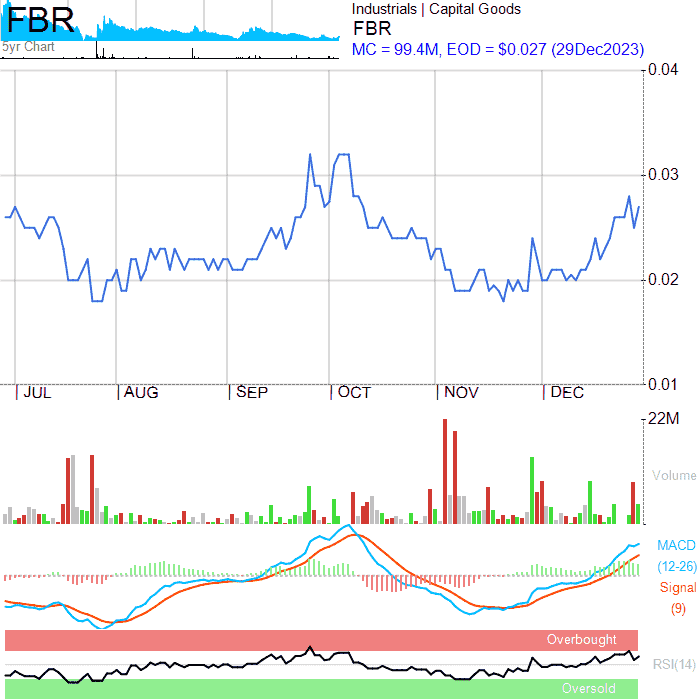 FBR
5yr Chart
Industrials | Capital Goods
FBR
MC = 99.4M, EOD = $0.027 (29Dec2023)
0.04
0.03
0.02
0.01
JUL AUG SEP OCT NOV DEC
22M
Volume
MACD
(12-26)
Signal
(9)
Overbought
RSI(14)
Oversold